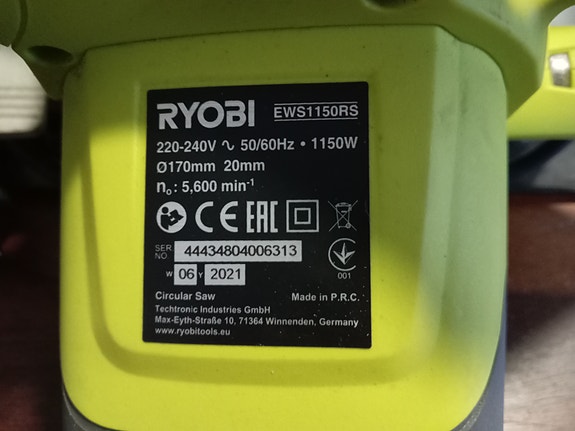 RYOBI EWS1150RS
220-240V ∿ 50/60Hz • 1150W
Ø170mm 20mm
n₀: 5,600 min⁻¹
CE EAC
SER. NO. 44434804006313
W 06 Y 2021
001
Circular Saw Made in P.R.C.
Techtronic Industries GmbH
Max-Eyth-Straße 10, 71364 Winnenden, Germany
www.ryobitools.eu